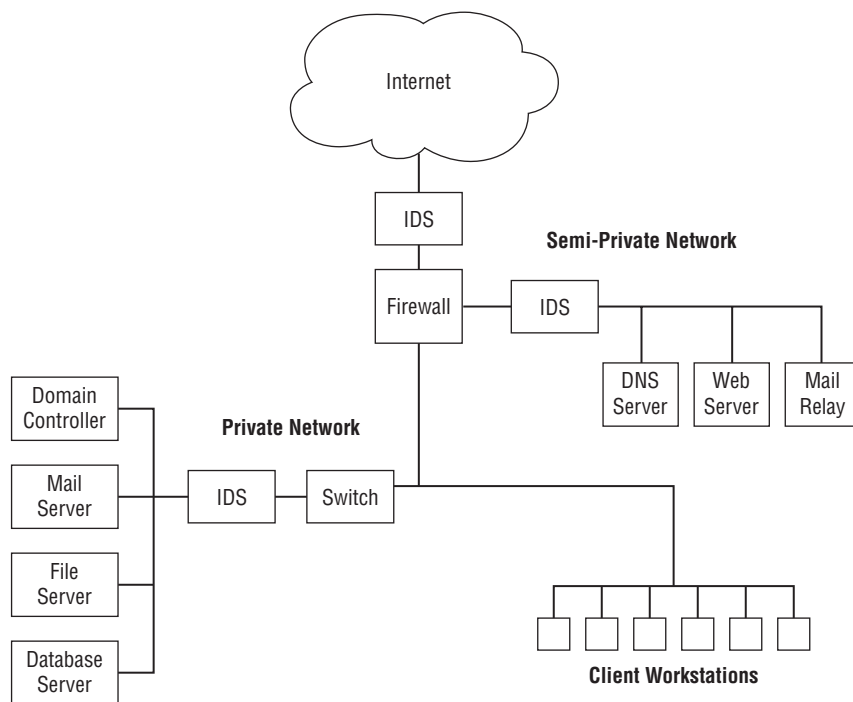 Internet
IDS
Semi-Private Network
Firewall
IDS
DNS
Server
Web
Server
Mail
Relay
Domain
Controller
Private Network
Mail
Server
IDS
Switch
File
Server
Database
Server
Client Workstations